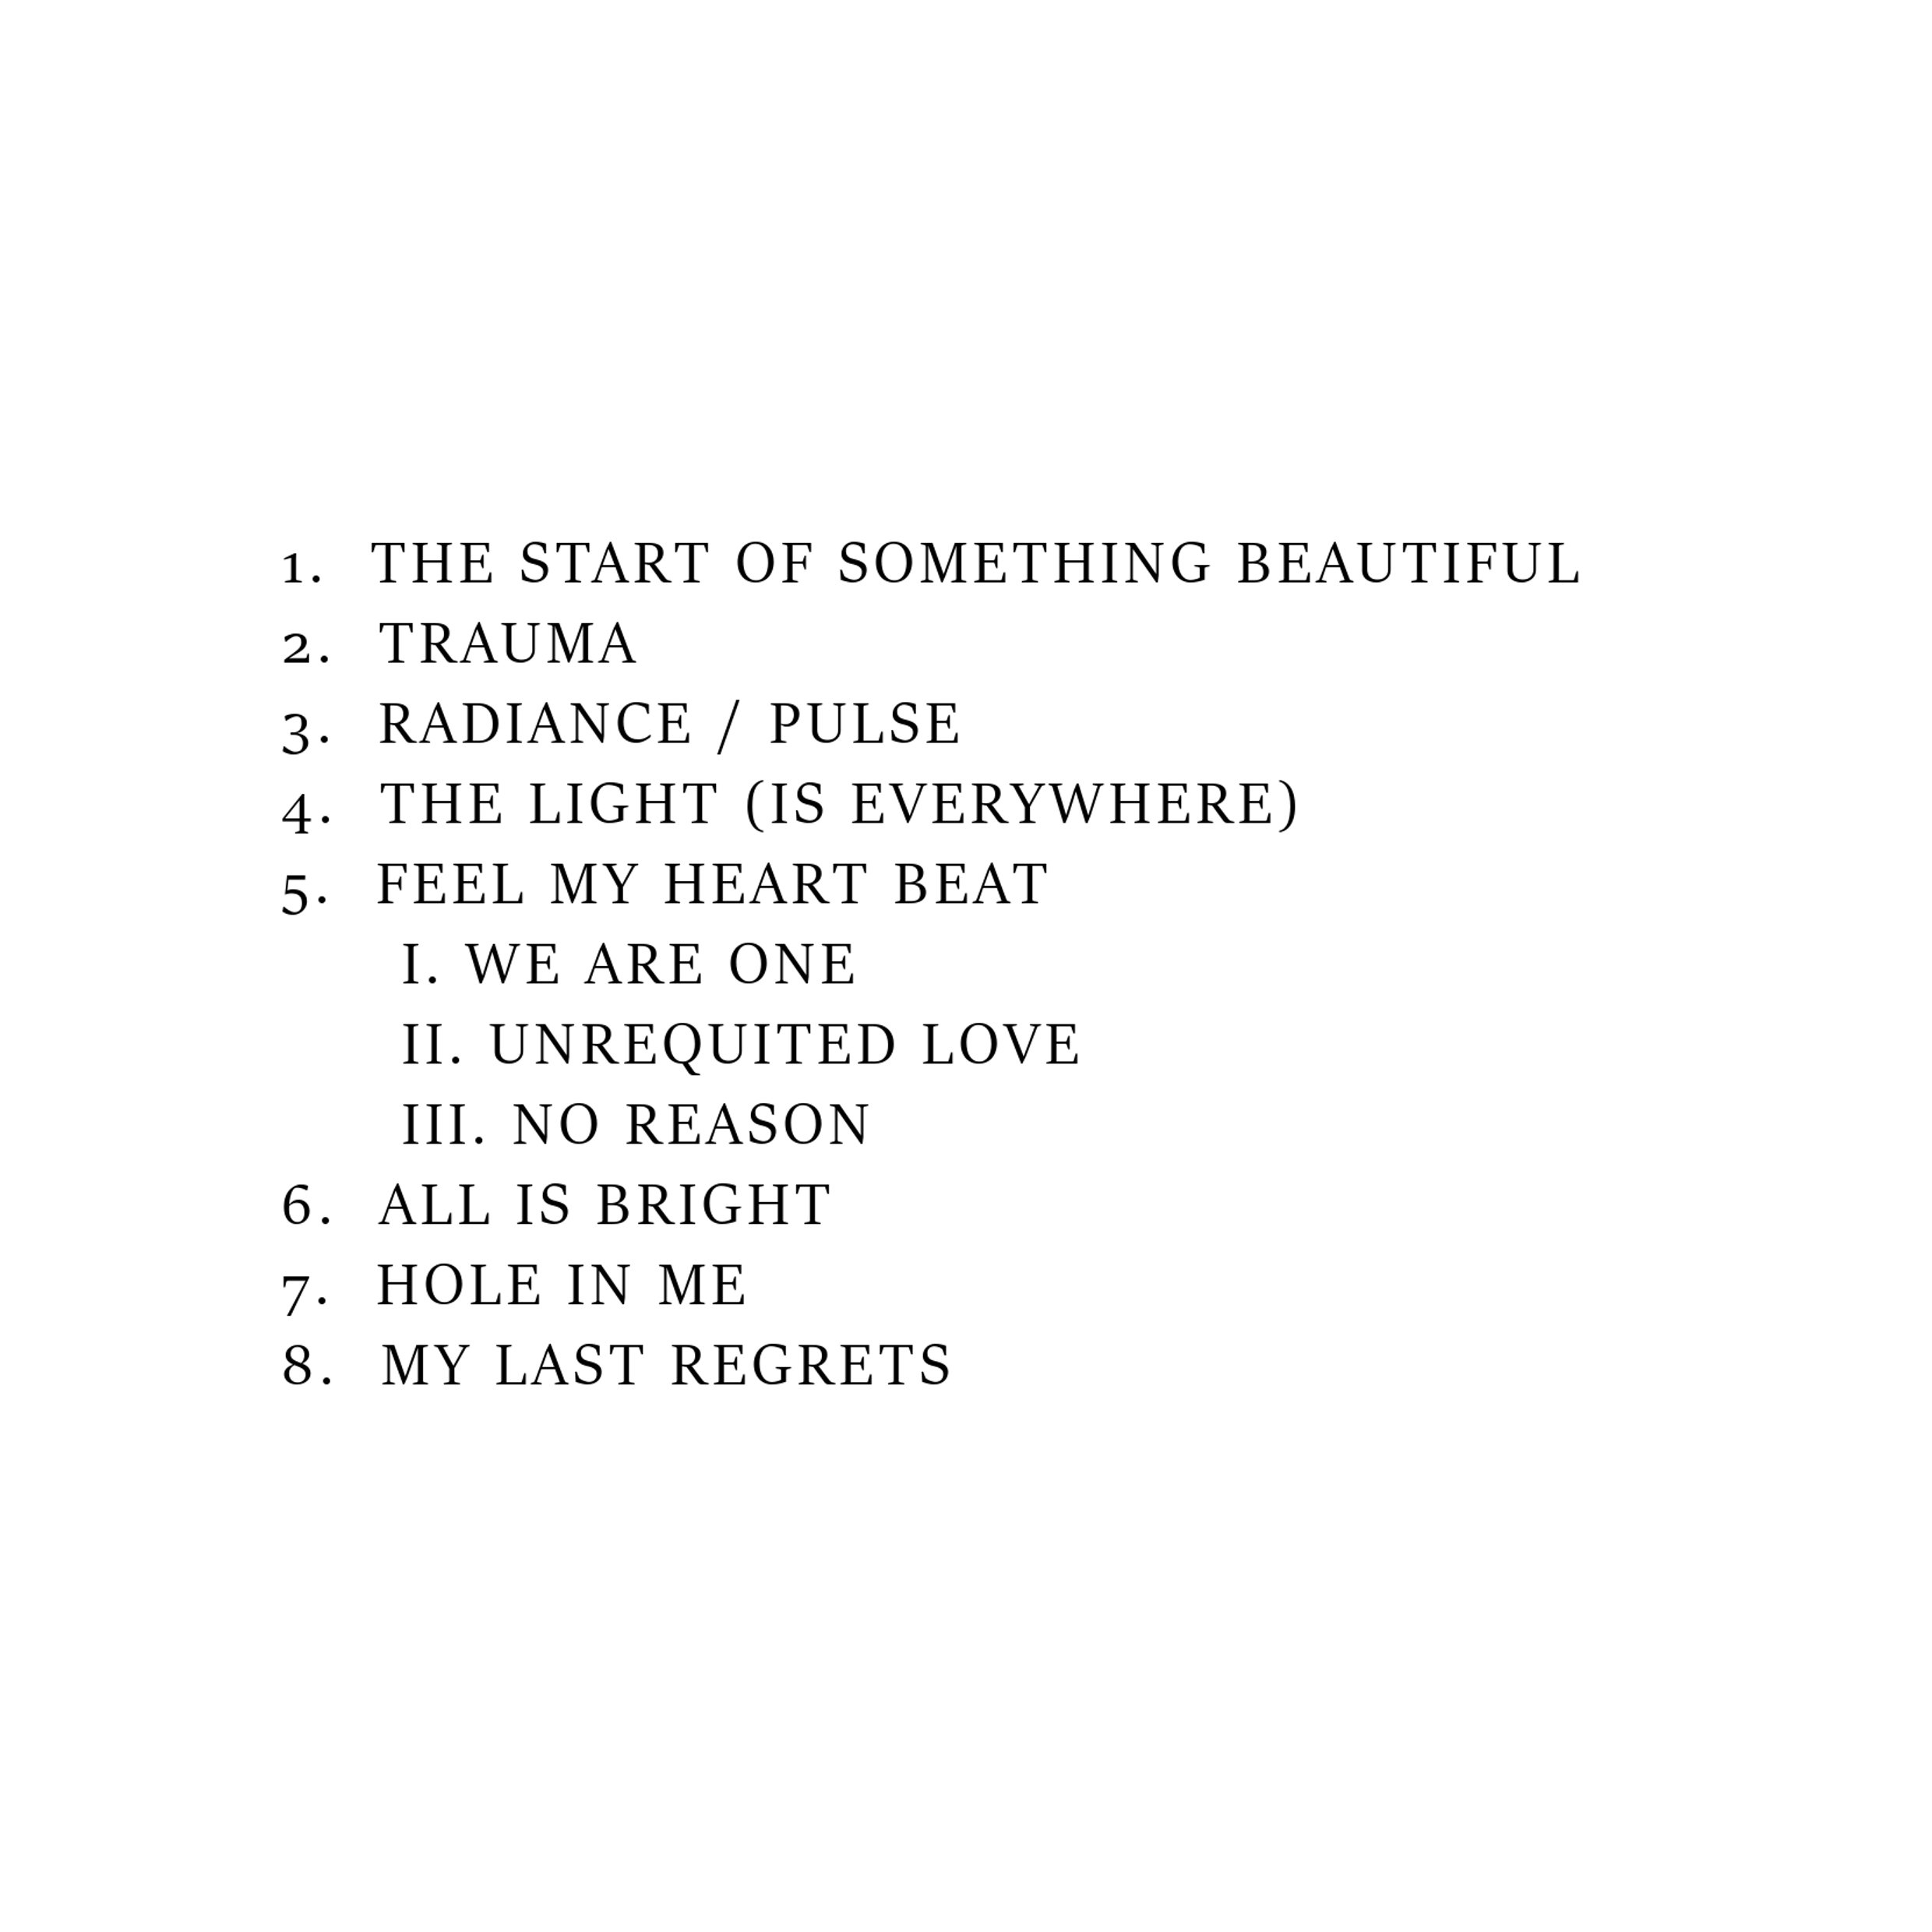 1. THE START OF SOMETHING BEAUTIFUL
2. TRAUMA
3. RADIANCE / PULSE
4. THE LIGHT (IS EVERYWHERE)
5. FEEL MY HEART BEAT
I. WE ARE ONE
II. UNREQUITED LOVE
III. NO REASON
6. ALL IS BRIGHT
7. HOLE IN ME
8. MY LAST REGRETS